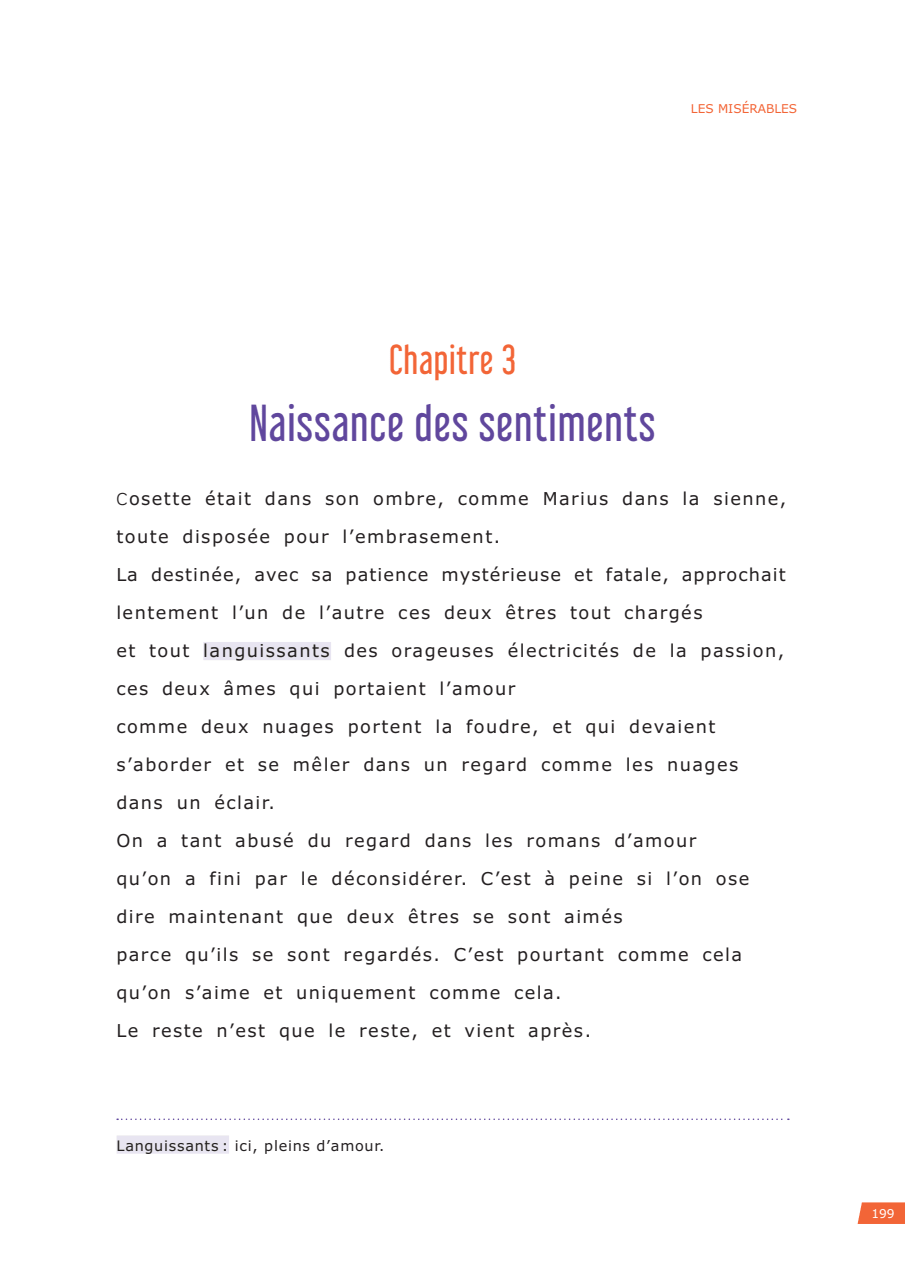 LES MISÉRABLES
Chapitre 3
Naissance des sentiments
Cosette était dans son ombre, comme Marius dans la sienne,
toute disposée pour l’embrasement.
La destinée, avec sa patience mystérieuse et fatale, approchait
lentement l’un de l’autre ces deux êtres tout chargés
et tout languissants des orageuses électricités de la passion,
ces deux âmes qui portaient l’amour
comme deux nuages portent la foudre, et qui devaient
s’aborder et se mêler dans un regard comme les nuages
dans un éclair.
On a tant abusé du regard dans les romans d’amour
qu’on a fini par le déconsidérer. C’est à peine si l’on ose
dire maintenant que deux êtres se sont aimés
parce qu’ils se sont regardés. C’est pourtant comme cela
qu’on s’aime et uniquement comme cela.
Le reste n’est que le reste, et vient après.
Languissants : ici, pleins d’amour.
199